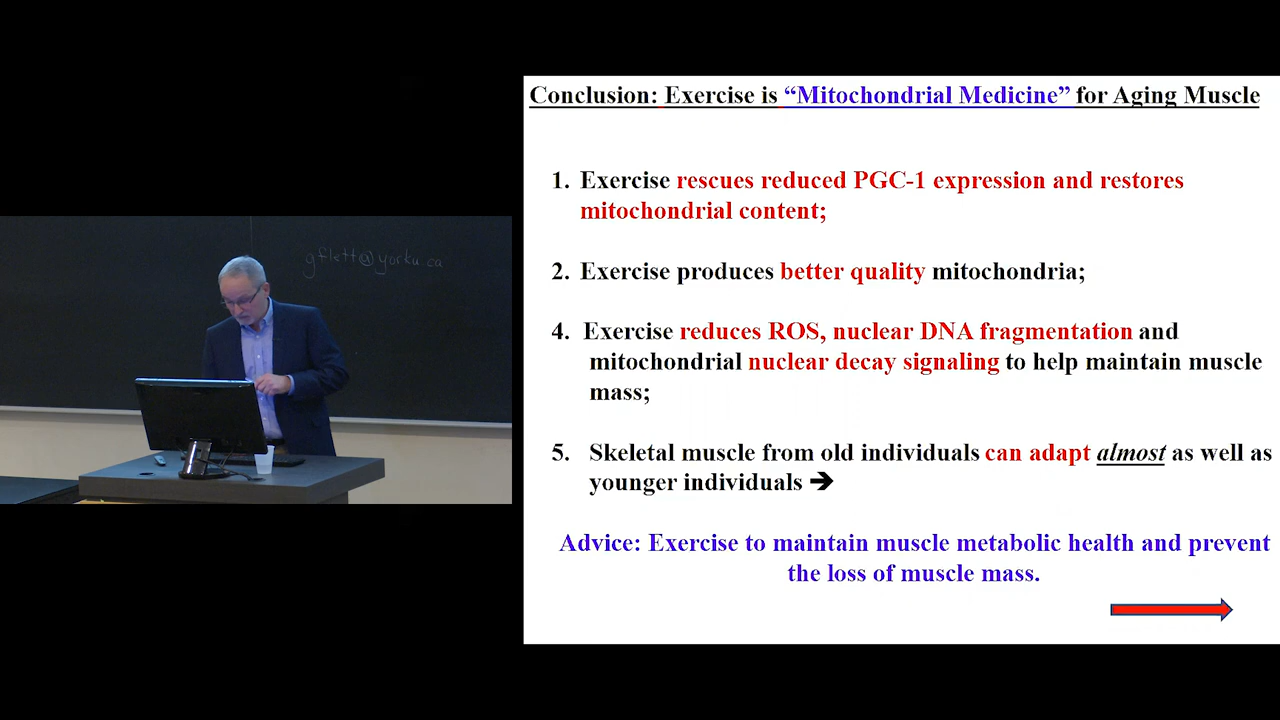 Conclusion: Exercise is “Mitochondrial Medicine” for Aging Muscle
1. Exercise rescues reduced PGC-1 expression and restores
mitochondrial content;
2. Exercise produces better quality mitochondria;
4. Exercise reduces ROS, nuclear DNA fragmentation and
mitochondrial nuclear decay signaling to help maintain muscle
mass;
5. Skeletal muscle from old individuals can adapt almost as well as
younger individuals ➔
Advice: Exercise to maintain muscle metabolic health and prevent
the loss of muscle mass.
gflett@yorku.ca